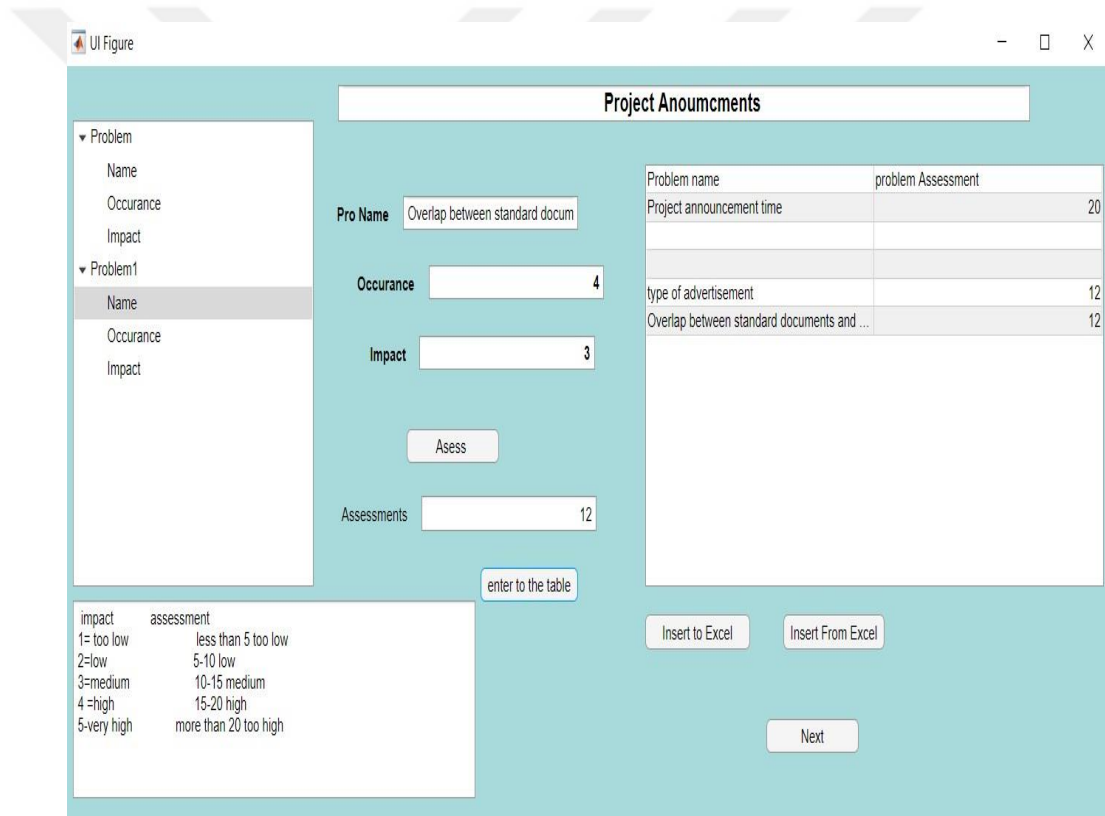 UI Figure
Project Anoumcments
Problem
Name
Occurance
Impact
Problem1
Name
Occurance
Impact
Pro Name Overlap between standard docum
Occurance 4
Impact 3
Asess
Assessments 12
enter to the table
Problem name problem Assessment
Project announcement time 20
type of advertisement 12
Overlap between standard documents and ... 12
impact assessment
1= too low less than 5 too low
2=low 5-10 low
3=medium 10-15 medium
4 =high 15-20 high
5-very high more than 20 too high
Insert to Excel Insert From Excel
Next